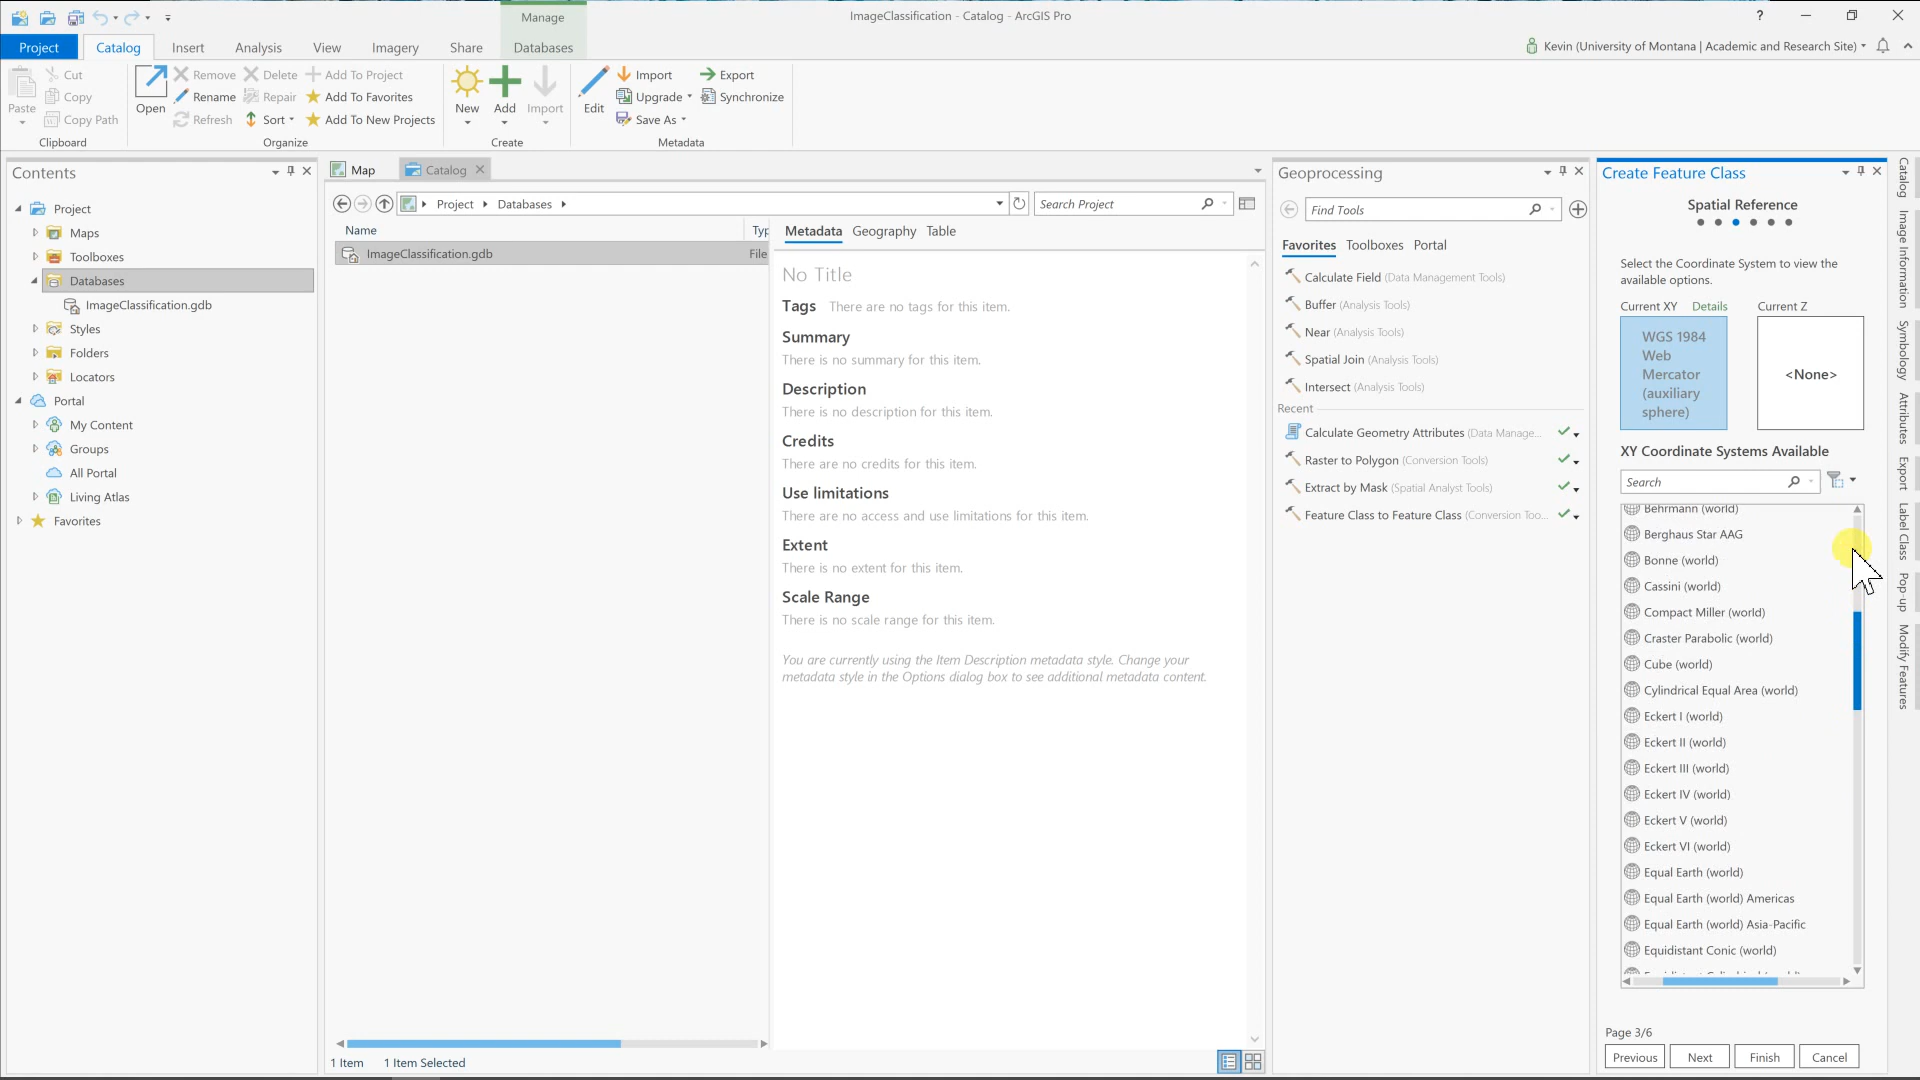 Manage
ImageClassification - Catalog - ArcGIS Pro
?
Project
Catalog
Insert
Analysis
View
Imagery
Share
Databases
Kevin (University of Montana | Academic and Research Site)
Paste
Cut
Copy
Copy Path
Clipboard
Open
Remove
Delete
Add To Project
Rename
Repair
Add To Favorites
Refresh
Sort
Add To New Projects
Organize
New
Add
Import
Create
Edit
Import
Export
Upgrade
Synchronize
Save As
Metadata
Contents
Project
Maps
Toolboxes
Databases
ImageClassification.gdb
Styles
Folders
Locators
Portal
My Content
Groups
All Portal
Living Atlas
Favorites
Map
Catalog
Project
Databases
Search Project
Name
Typ
ImageClassification.gdb
File
1 Item
1 Item Selected
Metadata
Geography
Table
No Title
Tags There are no tags for this item.
Summary
There is no summary for this item.
Description
There is no description for this item.
Credits
There are no credits for this item.
Use limitations
There are no access and use limitations for this item.
Extent
There is no extent for this item.
Scale Range
There is no scale range for this item.
You are currently using the Item Description metadata style. Change your
metadata style in the Options dialog box to see additional metadata content.
Geoprocessing
Find Tools
Favorites
Toolboxes
Portal
Calculate Field (Data Management Tools)
Buffer (Analysis Tools)
Near (Analysis Tools)
Spatial Join (Analysis Tools)
Intersect (Analysis Tools)
Recent
Calculate Geometry Attributes (Data Manage...
Raster to Polygon (Conversion Tools)
Extract by Mask (Spatial Analyst Tools)
Feature Class to Feature Class (Conversion Too...
Create Feature Class
Spatial Reference
Select the Coordinate System to view the
available options.
Current XY
Details
Current Z
WGS 1984
Web
Mercator
(auxiliary
sphere)
<None>
XY Coordinate Systems Available
Search
Behrmann (world)
Berghaus Star AAG
Bonne (world)
Cassini (world)
Compact Miller (world)
Craster Parabolic (world)
Cube (world)
Cylindrical Equal Area (world)
Eckert I (world)
Eckert II (world)
Eckert III (world)
Eckert IV (world)
Eckert V (world)
Eckert VI (world)
Equal Earth (world)
Equal Earth (world) Americas
Equal Earth (world) Asia-Pacific
Equidistant Conic (world)
Page 3/6
Previous
Next
Finish
Cancel
Catalog
Image Information
Symbology
Attributes
Export
Label Class
Pop-up
Modify Features